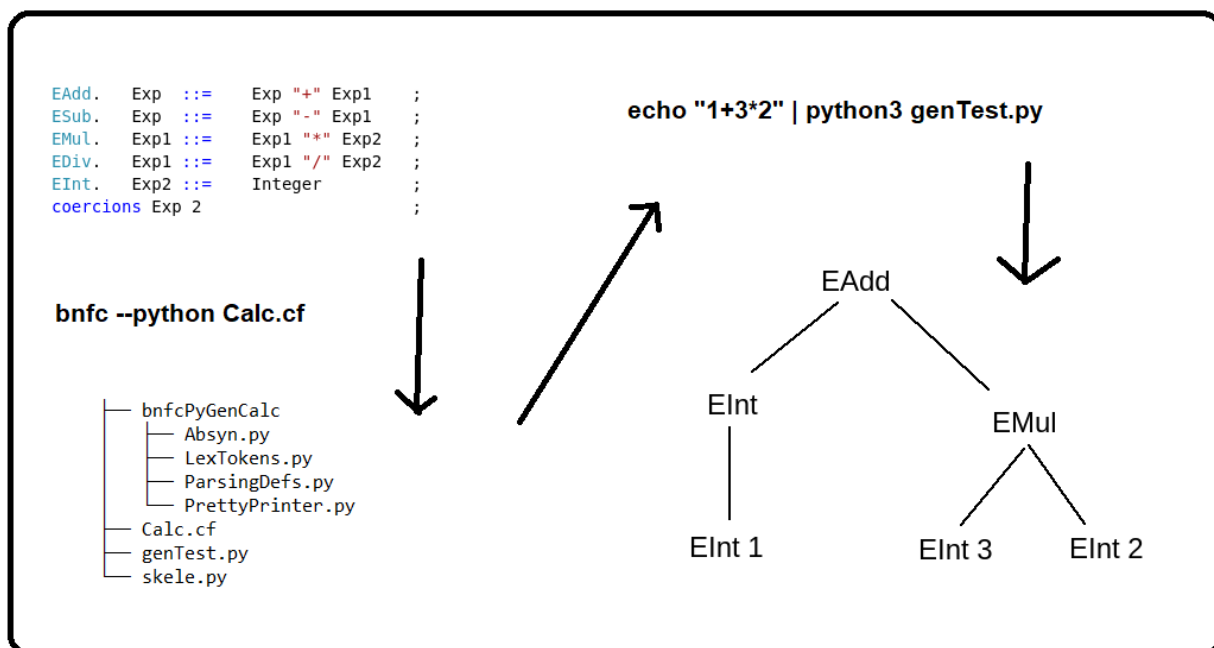 EAdd. Exp ::= Exp "+" Exp1 ;
ESub. Exp ::= Exp "-" Exp1 ;
EMul. Exp1 ::= Exp1 "*" Exp2 ;
EDiv. Exp1 ::= Exp1 "/" Exp2 ;
EInt. Exp2 ::= Integer ;
coercions Exp 2 ;
bnfc --python Calc.cf
bnfcPyGenCalc
Absyn.py
LexTokens.py
ParsingDefs.py
PrettyPrinter.py
Calc.cf
genTest.py
skele.py
echo "1+3*2" | python3 genTest.py
EAdd
EInt
EMul
EInt 1
EInt 3
EInt 2